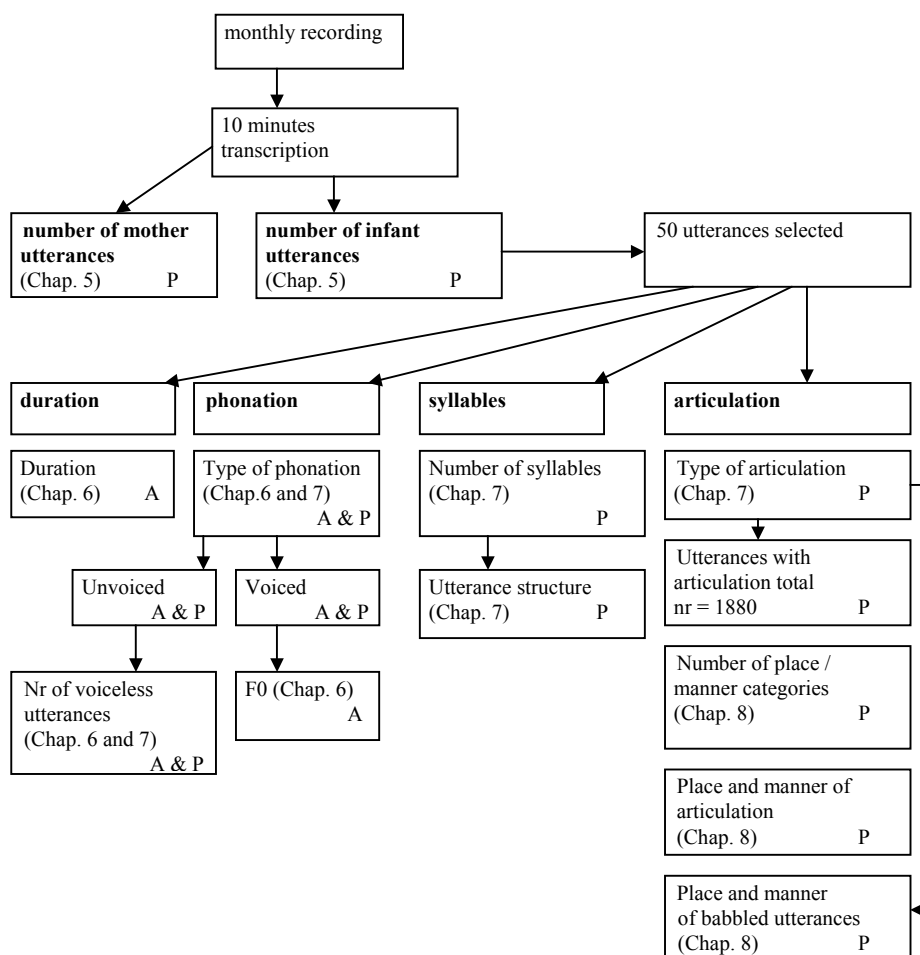 monthly recording
10 minutes
transcription
number of mother
utterances
(Chap. 5) P
number of infant
utterances
(Chap. 5) P
50 utterances selected
duration
phonation
syllables
articulation
Duration
(Chap. 6) A
Type of phonation
(Chap.6 and 7)
A & P
Number of syllables
(Chap. 7)
P
Type of articulation
(Chap. 7) P
Unvoiced
A & P
Voiced
A & P
Utterance structure
(Chap. 7) P
Utterances with
articulation total
nr = 1880 P
Nr of voiceless
utterances
(Chap. 6 and 7)
A & P
F0 (Chap. 6)
A
Number of place /
manner categories
(Chap. 8) P
Place and manner of
articulation
(Chap. 8) P
Place and manner
of babbled utterances
(Chap. 8) P